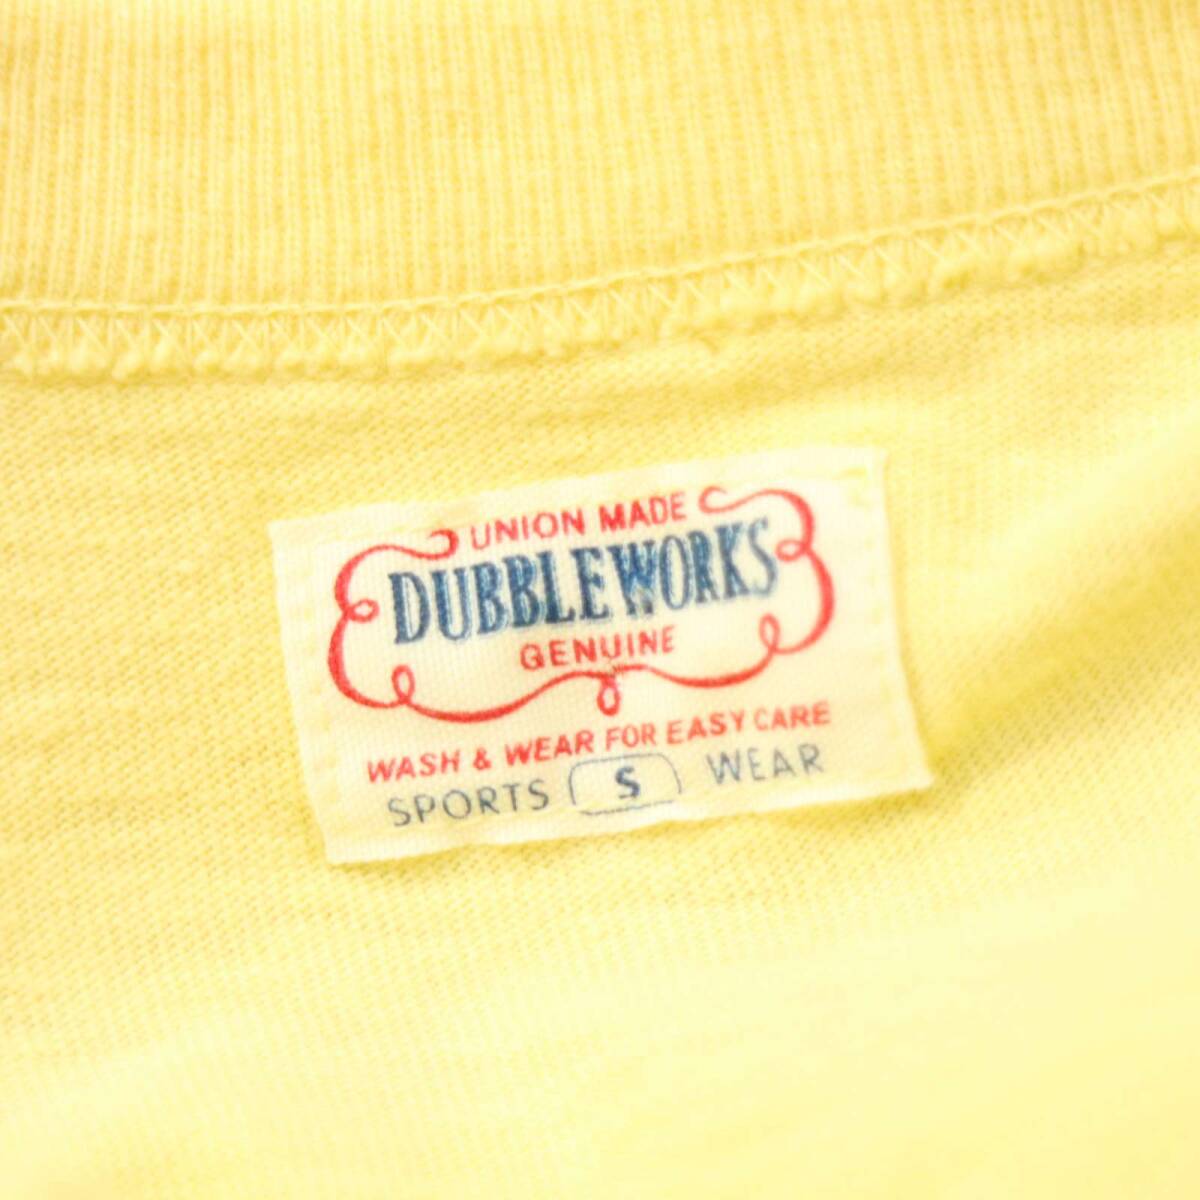 UNION MADE
DUBBLEWORKS
GENUINE
WASH & WEAR FOR EASY CARE
SPORTS S WEAR